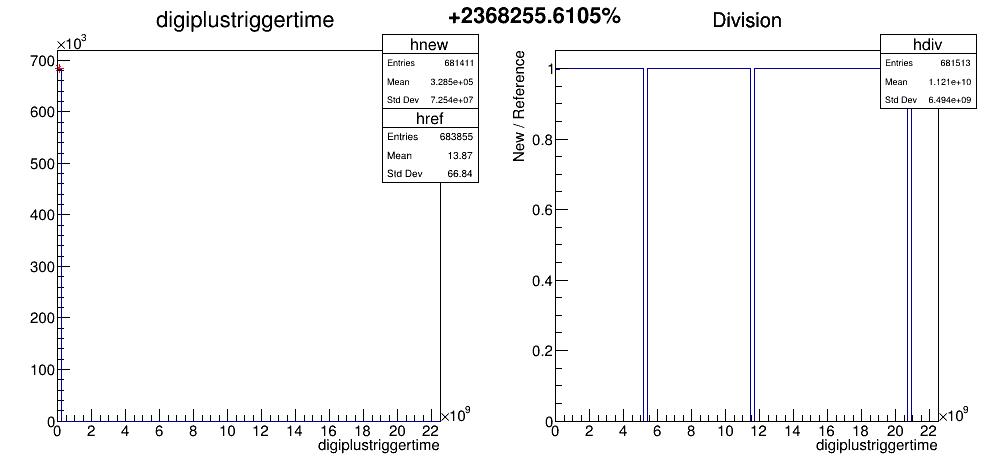 digiplustriggertime
+2368255.6105%
Division
×10³
700
600
500
400
300
200
100
0
0 2 4 6 8 10 12 14 16 18 20 22
×10⁹
digiplustriggertime
hnew
Entries 681411
Mean 3.285e+05
Std Dev 7.254e+07
href
Entries 683855
Mean 13.87
Std Dev 66.84
New / Reference
1
0.8
0.6
0.4
0.2
0
0 2 4 6 8 10 12 14 16 18 20 22
×10⁹
digiplustriggertime
hdiv
Entries 681513
Mean 1.121e+10
Std Dev 6.494e+09